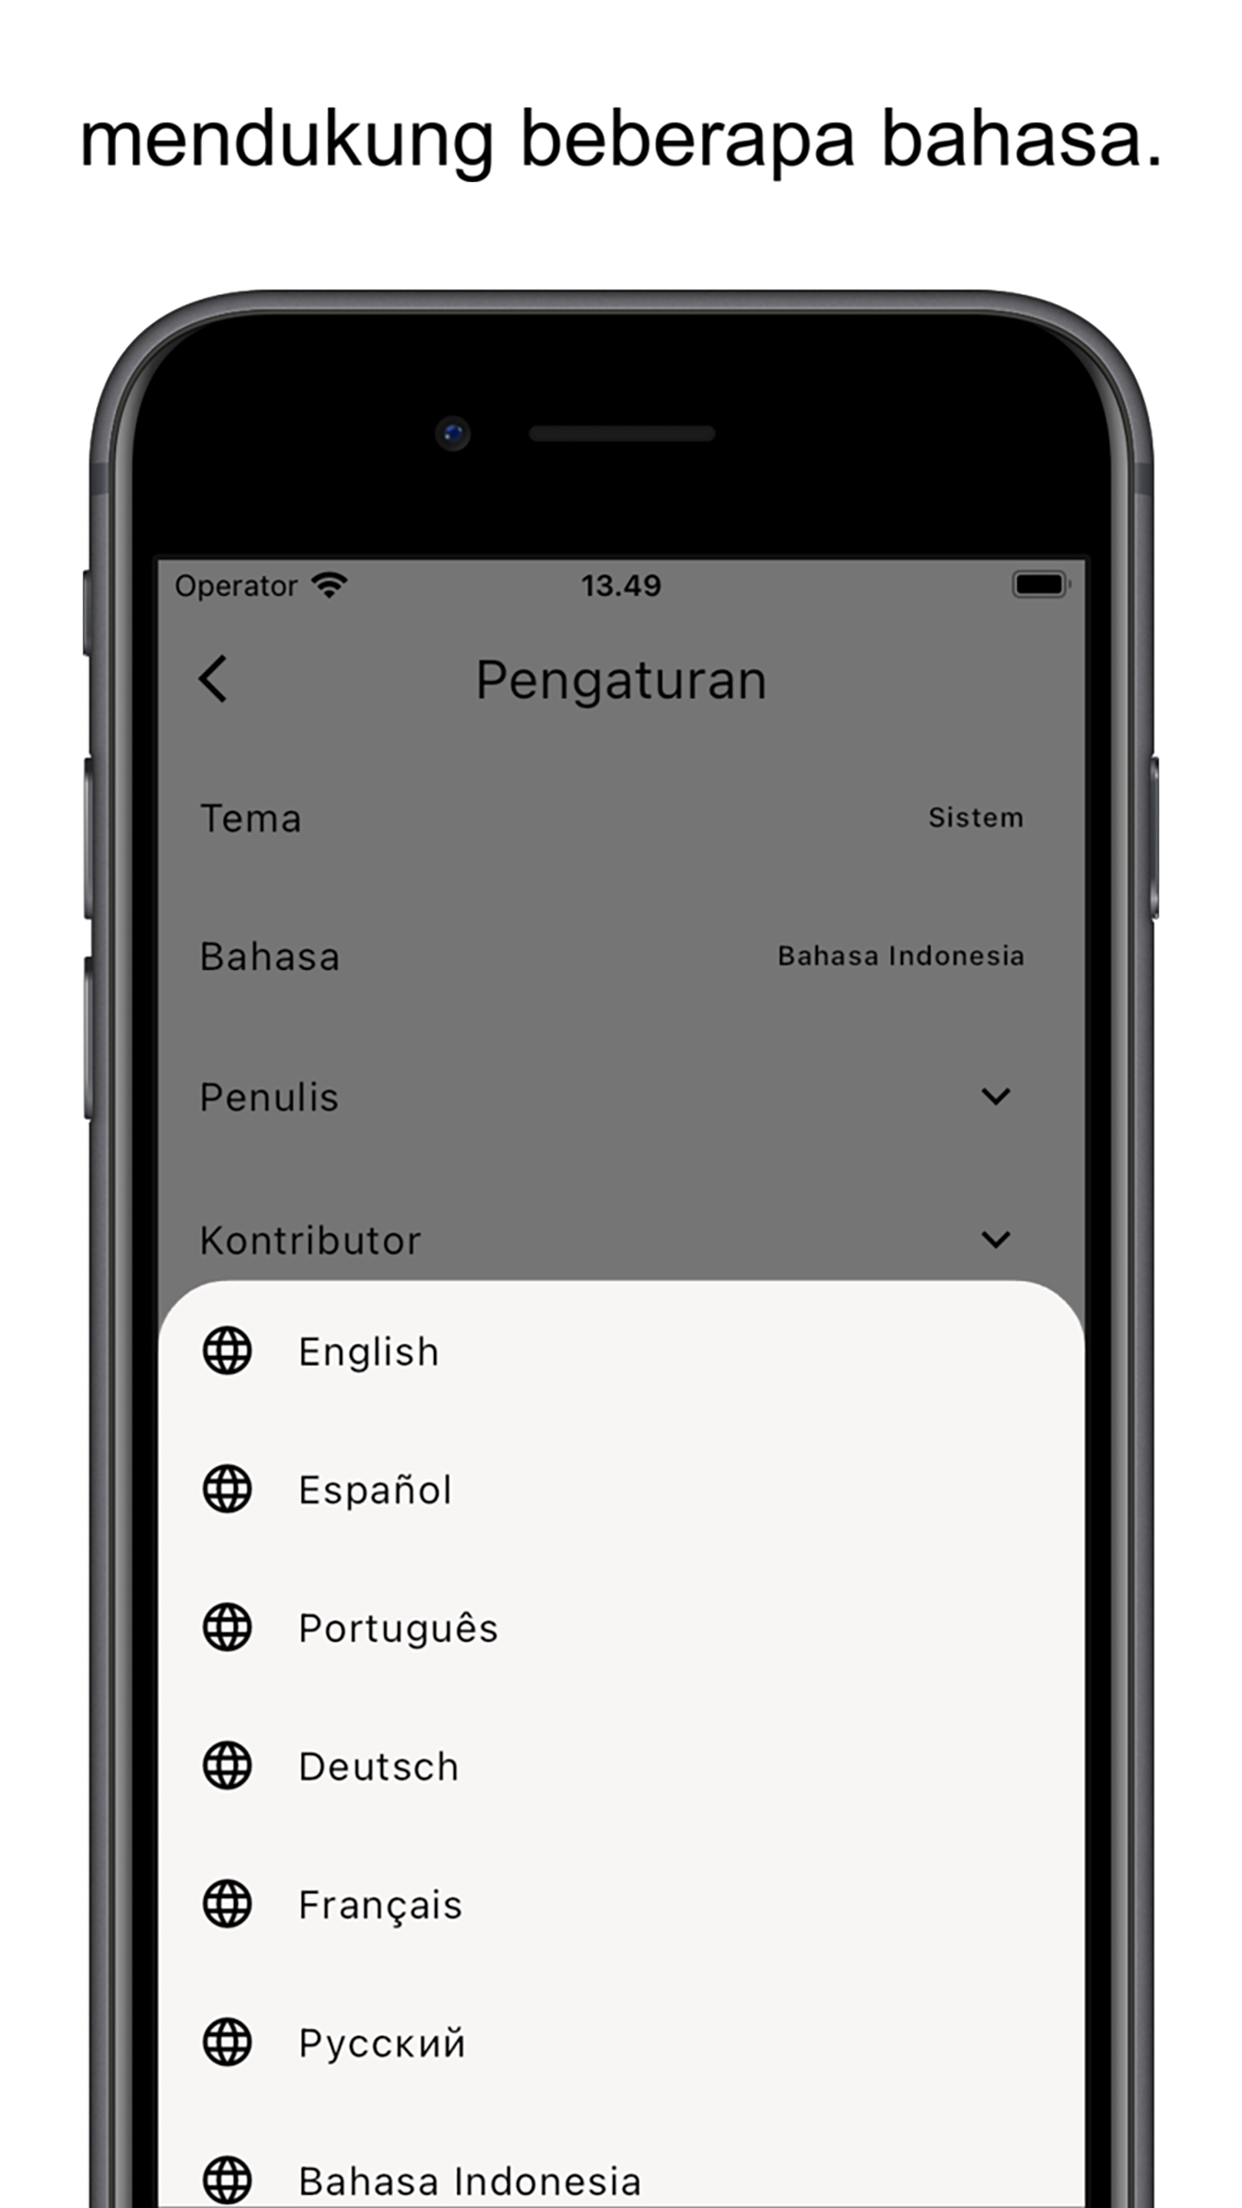 mendukung beberapa bahasa.
Operator 13.49
Pengaturan
Tema Sistem
Bahasa Bahasa Indonesia
Penulis
Kontributor
English
Español
Português
Deutsch
Français
Русский
Bahasa Indonesia